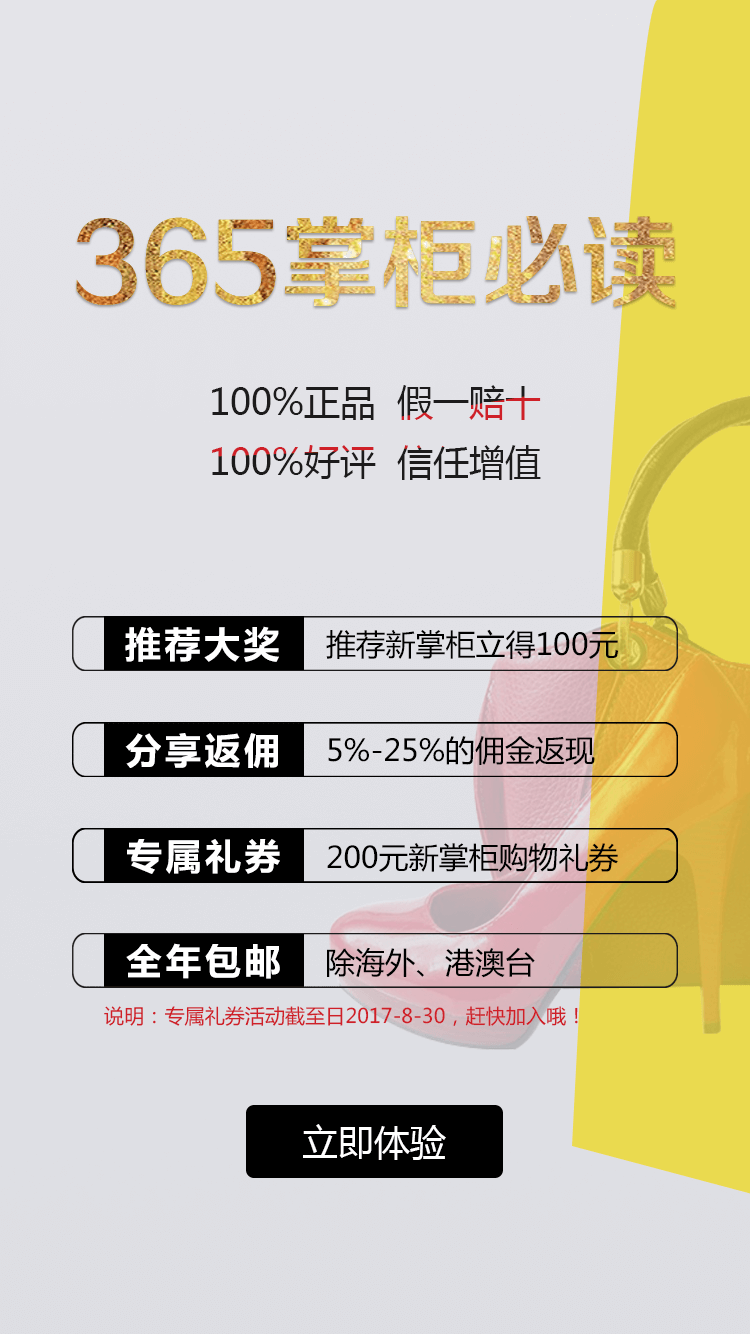 365掌柜必读
100%正品 假一赔十
100%好评 信任增值
推荐大奖 推荐新掌柜立得100元
分享返佣 5%-25%的佣金返现
专属礼券 200元新掌柜购物礼券
全年包邮 除海外、港澳台
说明：专属礼券活动截至日2017-8-30，赶快加入哦！
立即体验